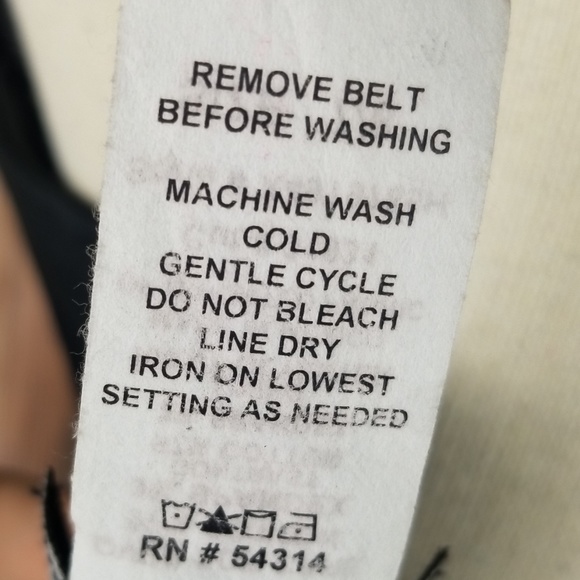 REMOVE BELT
BEFORE WASHING
MACHINE WASH
COLD
GENTLE CYCLE
DO NOT BLEACH
LINE DRY
IRON ON LOWEST
SETTING AS NEEDED
RN # 54314